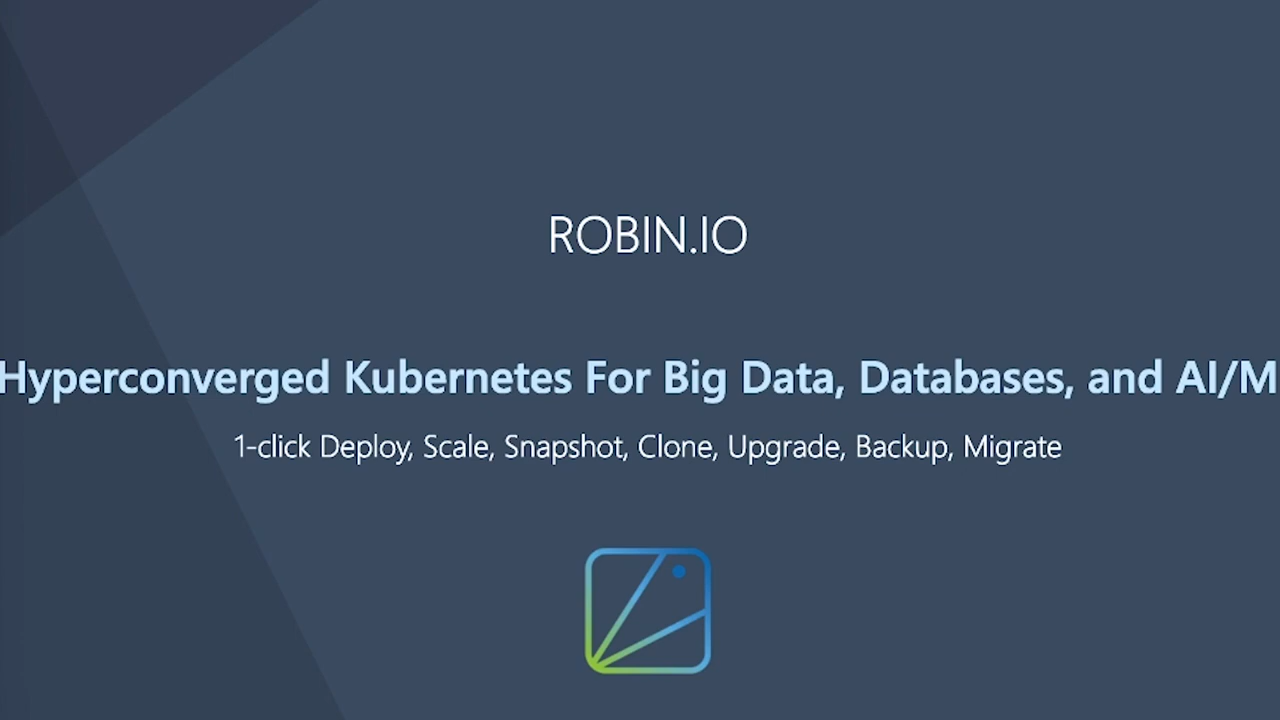 ROBIN.IO
Hyperconverged Kubernetes For Big Data, Databases, and AI/M
1-click Deploy, Scale, Snapshot, Clone, Upgrade, Backup, Migrate